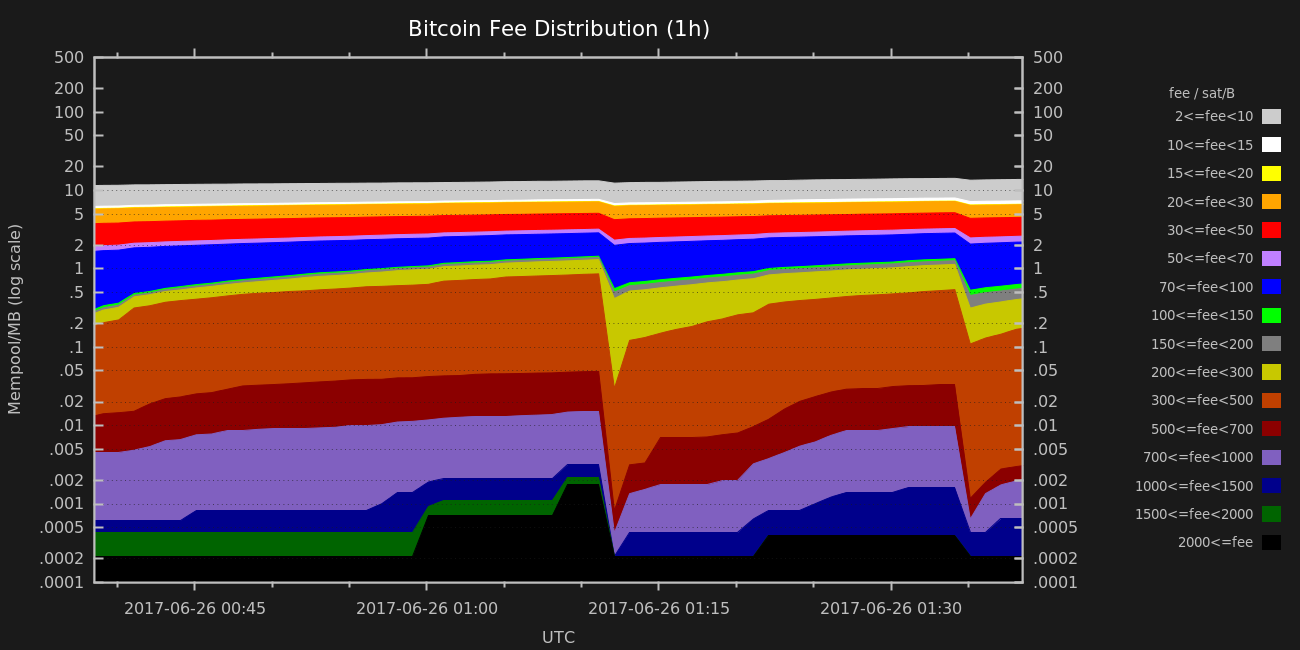 Bitcoin Fee Distribution (1h)
500
200
100
50
20
10
5
2
1
.5
.2
.1
.05
.02
.01
.005
.002
.001
.0005
.0002
.0001
Mempool/MB (log scale)
500
200
100
50
20
10
5
2
1
.5
.2
.1
.05
.02
.01
.005
.002
.001
.0005
.0002
.0001
2017-06-26 00:45
2017-06-26 01:00
2017-06-26 01:15
2017-06-26 01:30
UTC
fee / sat/B
2<=fee<10
10<=fee<15
15<=fee<20
20<=fee<30
30<=fee<50
50<=fee<70
70<=fee<100
100<=fee<150
150<=fee<200
200<=fee<300
300<=fee<500
500<=fee<700
700<=fee<1000
1000<=fee<1500
1500<=fee<2000
2000<=fee